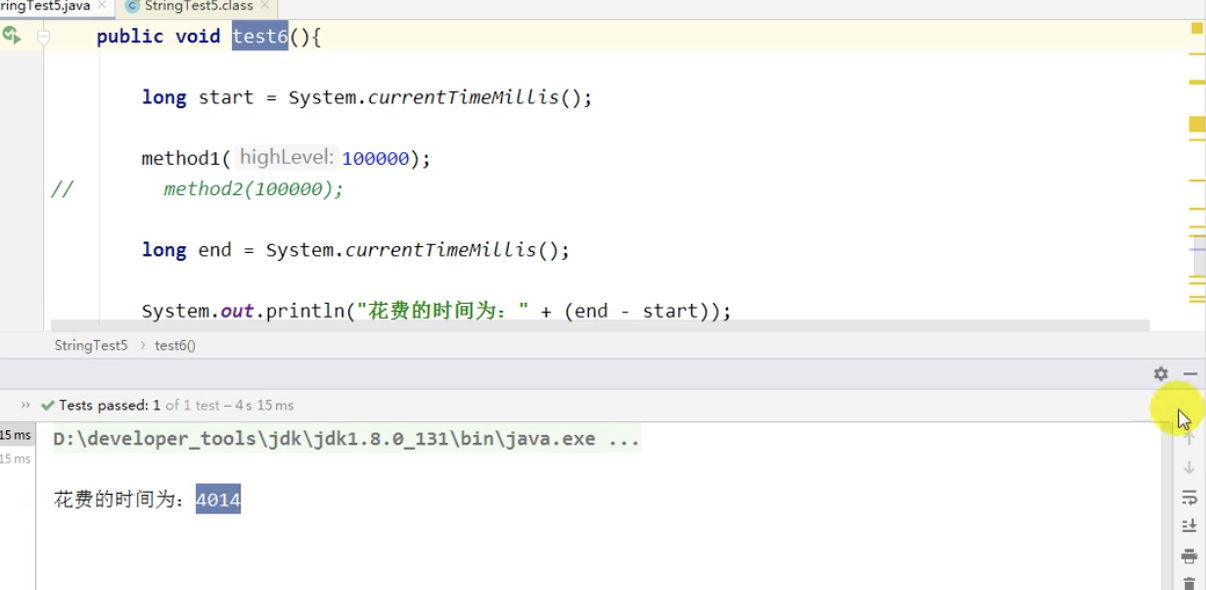 ringTest5.java StringTest5.class
public void test6(){
long start = System.currentTimeMillis();
method1( highLevel: 100000);
// method2(100000);
long end = System.currentTimeMillis();
System.out.println("花费的时间为：" + (end - start));
StringTest5 › test6()
» Tests passed: 1 of 1 test – 4 s 15 ms
15 ms D:\developer_tools\jdk\jdk1.8.0_131\bin\java.exe ...
15 ms
花费的时间为：4014